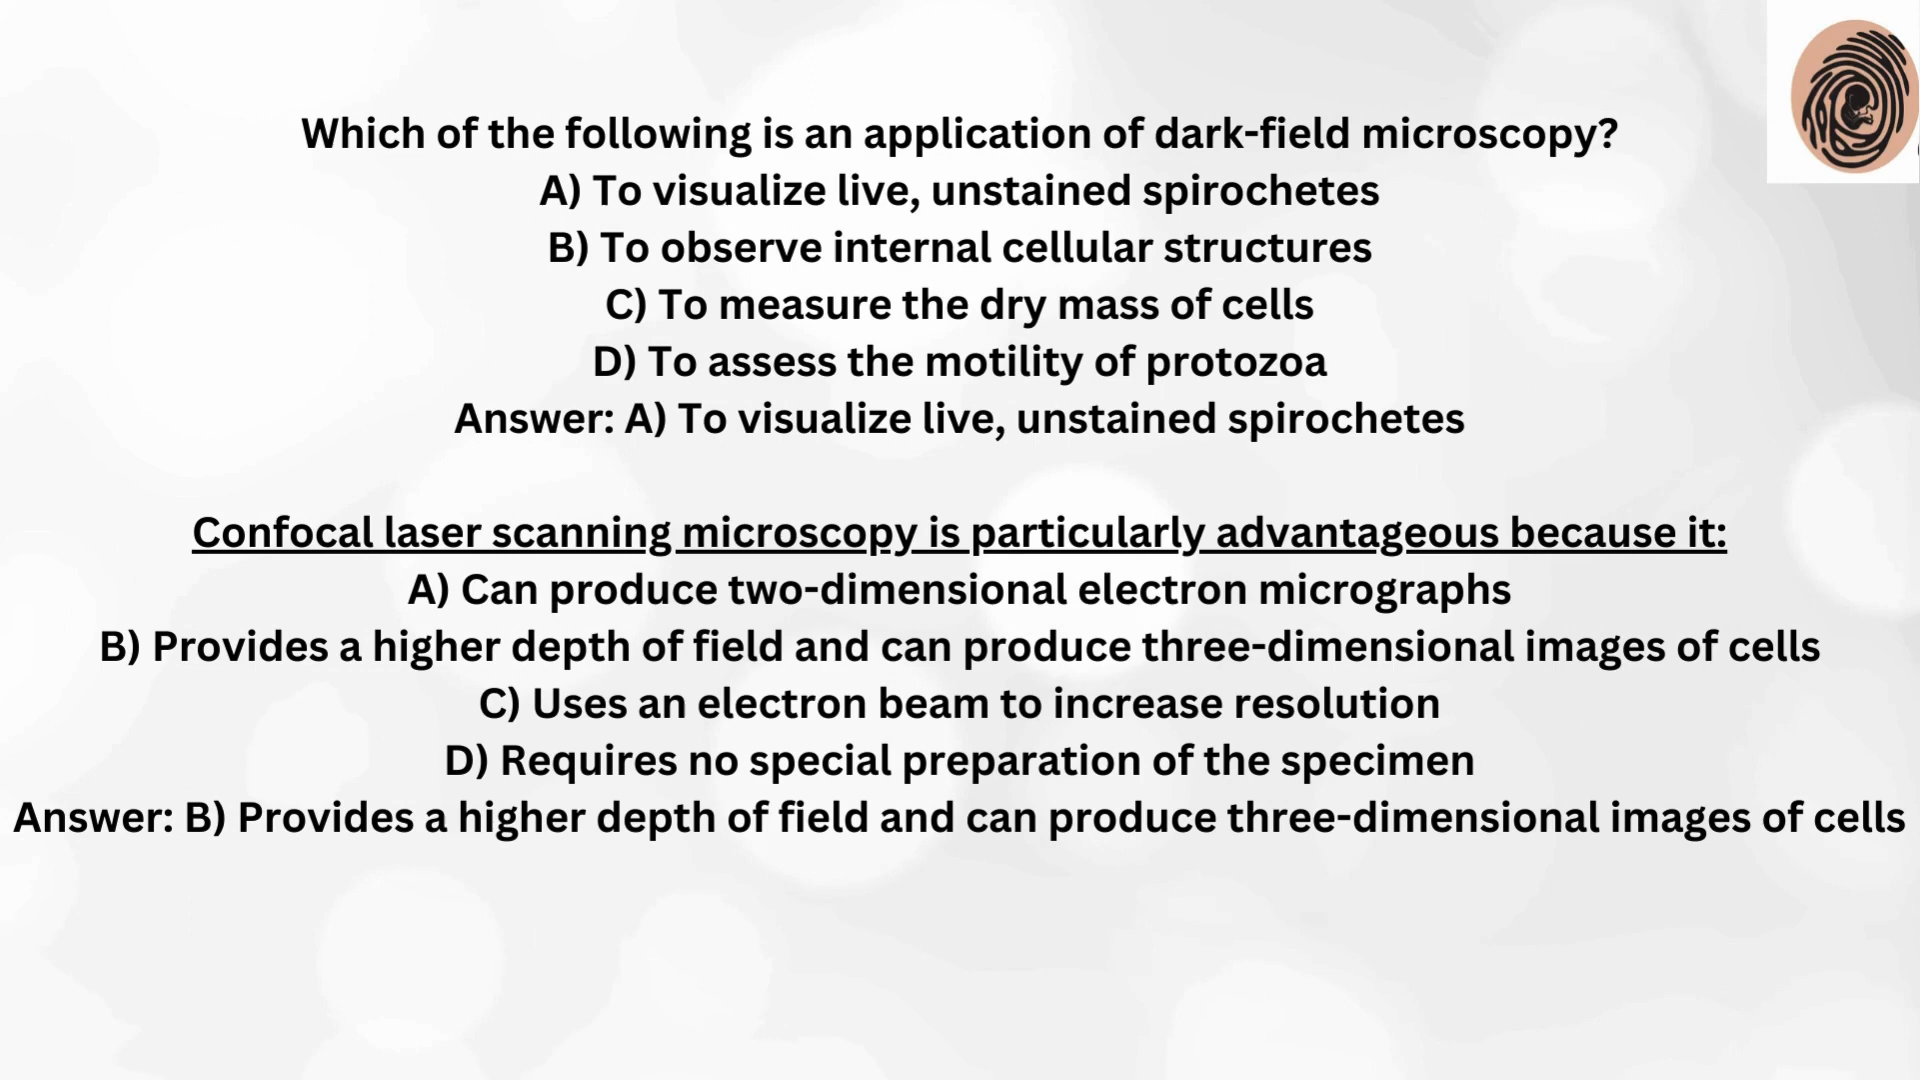 Which of the following is an application of dark-field microscopy?
A) To visualize live, unstained spirochetes
B) To observe internal cellular structures
C) To measure the dry mass of cells
D) To assess the motility of protozoa
Answer: A) To visualize live, unstained spirochetes
Confocal laser scanning microscopy is particularly advantageous because it:
A) Can produce two-dimensional electron micrographs
B) Provides a higher depth of field and can produce three-dimensional images of cells
C) Uses an electron beam to increase resolution
D) Requires no special preparation of the specimen
Answer: B) Provides a higher depth of field and can produce three-dimensional images of cells